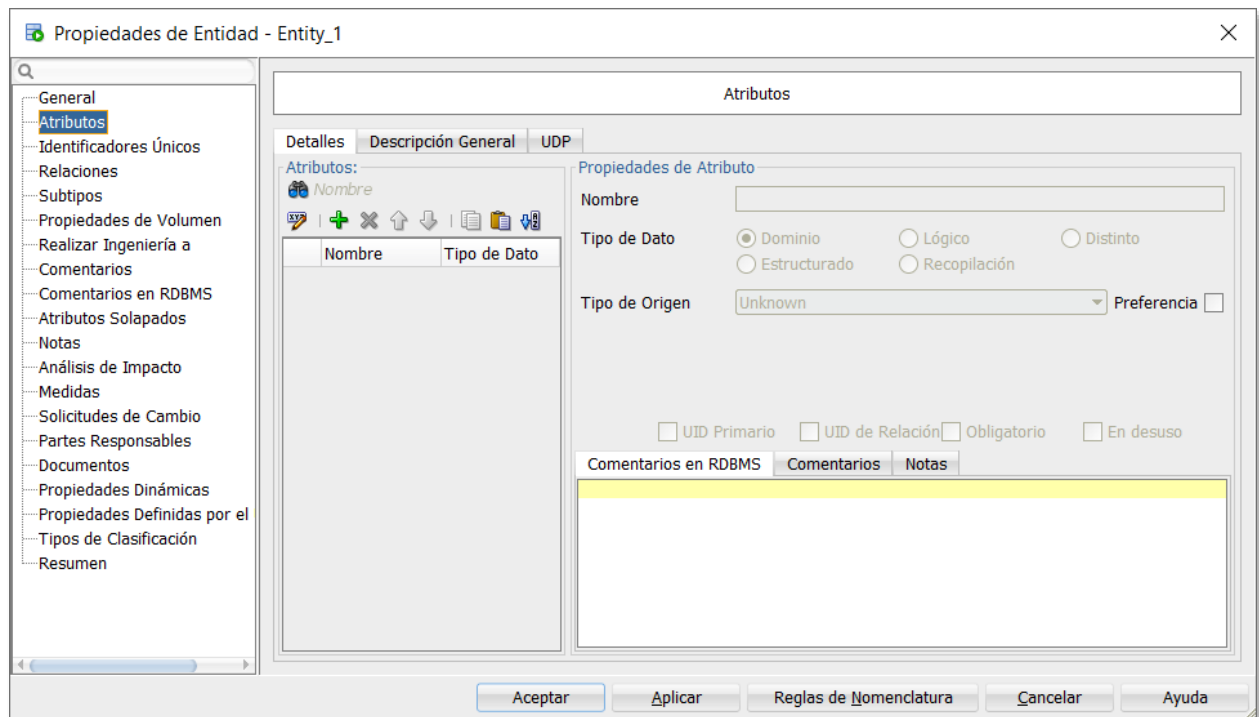 Propiedades de Entidad - Entity_1
General
Atributos
Identificadores Únicos
Relaciones
Subtipos
Propiedades de Volumen
Realizar Ingeniería a
Comentarios
Comentarios en RDBMS
Atributos Solapados
Notas
Análisis de Impacto
Medidas
Solicitudes de Cambio
Partes Responsables
Documentos
Propiedades Dinámicas
Propiedades Definidas por el
Tipos de Clasificación
Resumen
Atributos
Detalles Descripción General UDP
Atributos:
Nombre
Nombre Tipo de Dato
Propiedades de Atributo
Nombre
Tipo de Dato Dominio Lógico Distinto
Estructurado Recopilación
Tipo de Origen Unknown Preferencia
UID Primario UID de Relación Obligatorio En desuso
Comentarios en RDBMS Comentarios Notas
Aceptar Aplicar Reglas de Nomenclatura Cancelar Ayuda